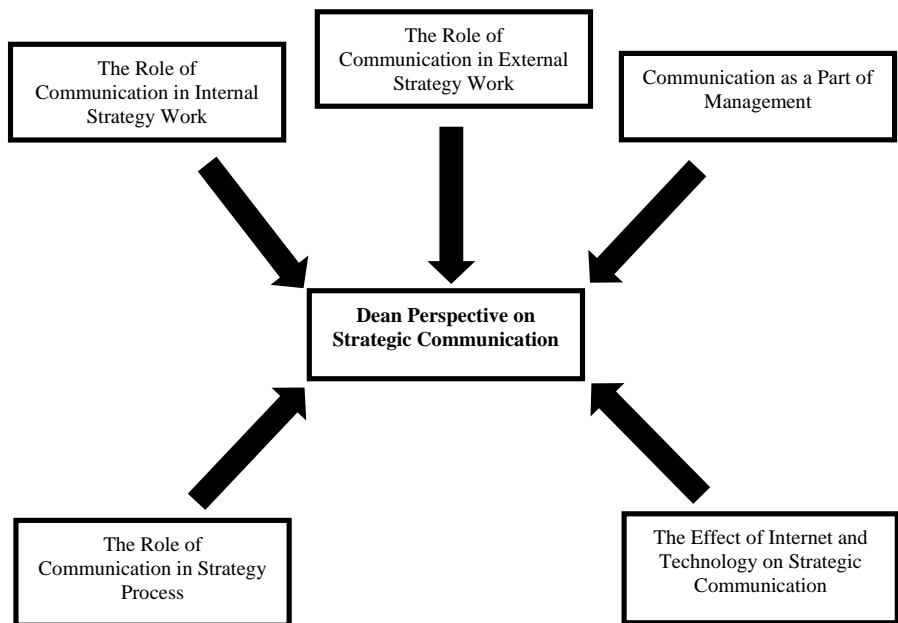 The Role of
Communication in Internal
Strategy Work
The Role of
Communication in External
Strategy Work
Communication as a Part of
Management
Dean Perspective on
Strategic Communication
The Role of
Communication in Strategy
Process
The Effect of Internet and
Technology on Strategic
Communication